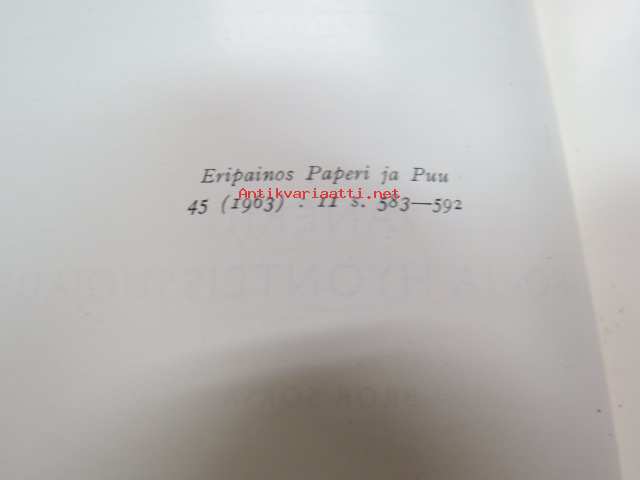 Eripainos Paperi ja Puu
Antikvariaatti.net
45 (1963) . 11 s. 583—592